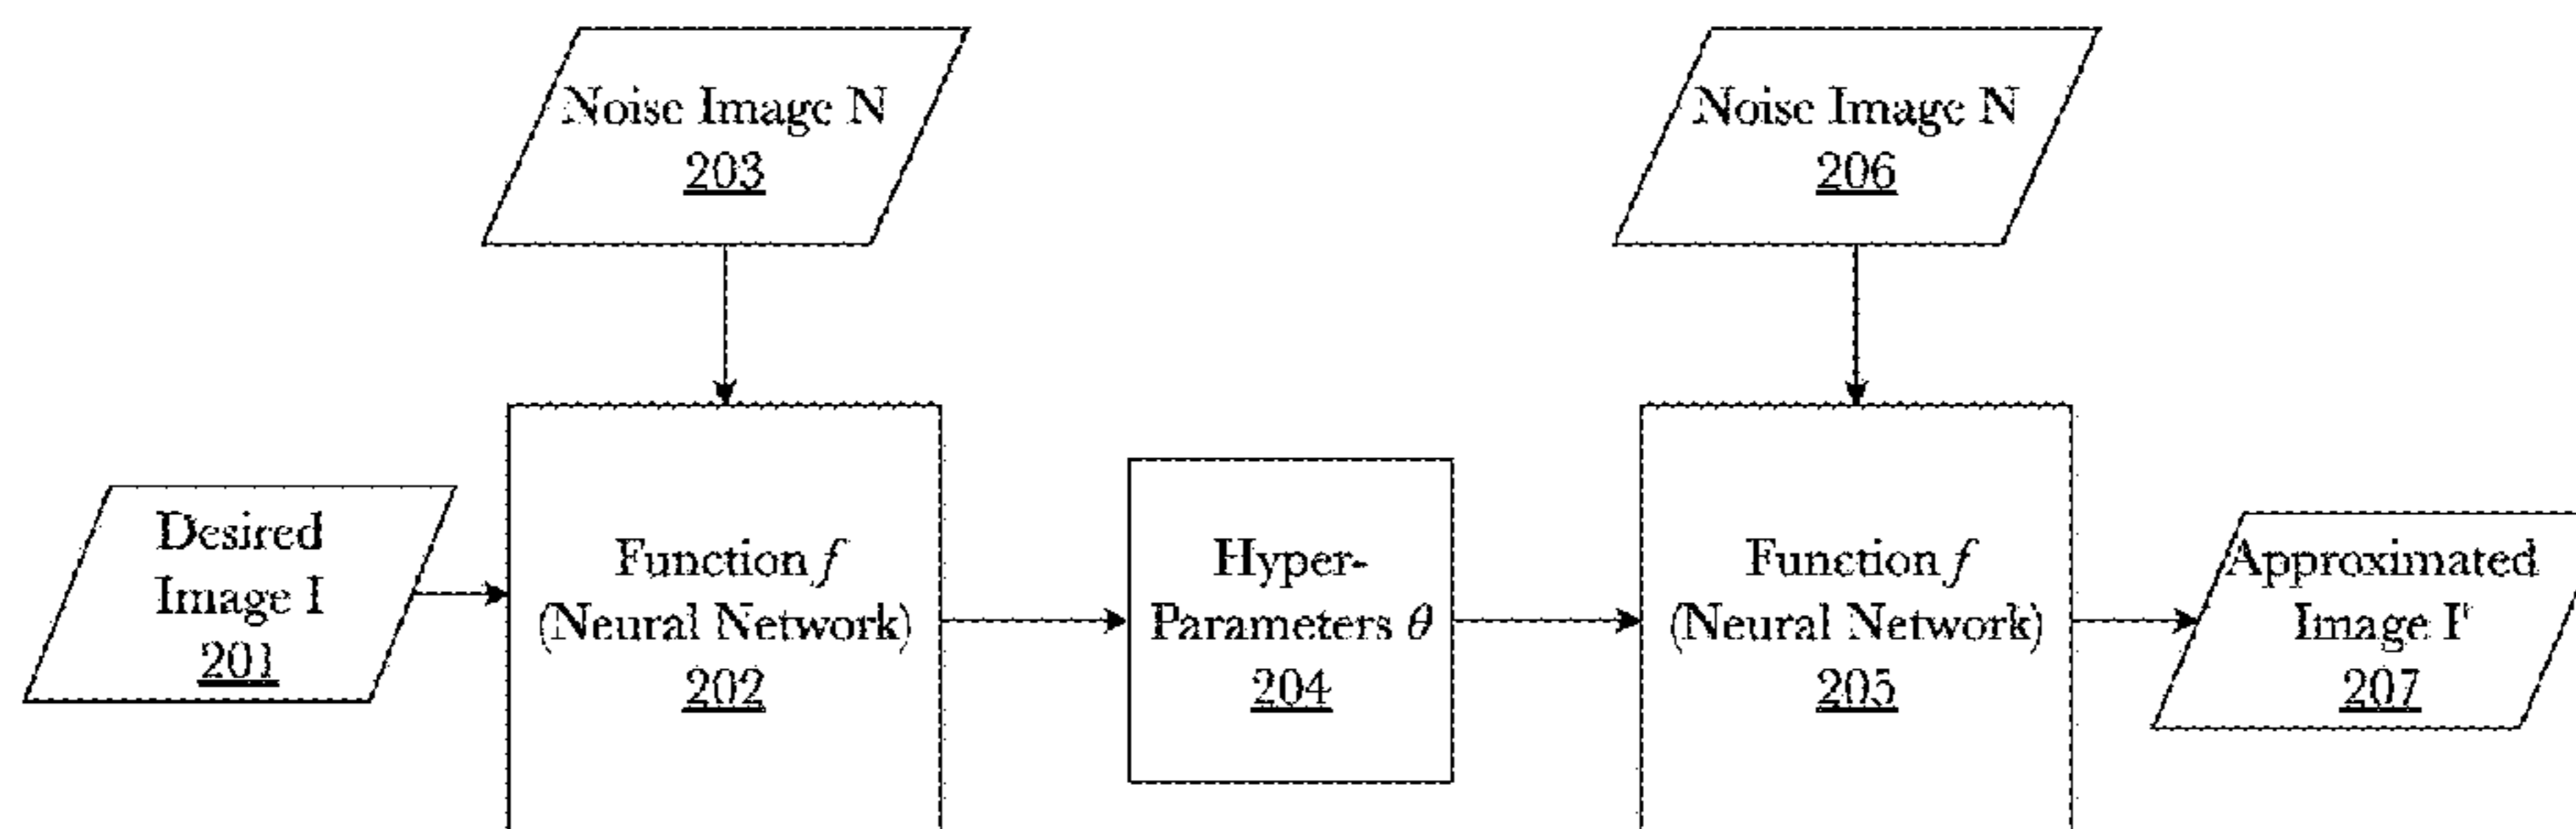 Noise Image N
203
Noise Image N
206
Desired
Image I
201
Function f
(Neural Network)
202
Hyper-
Parameters θ
204
Function f
(Neural Network)
205
Approximated
Image I'
207